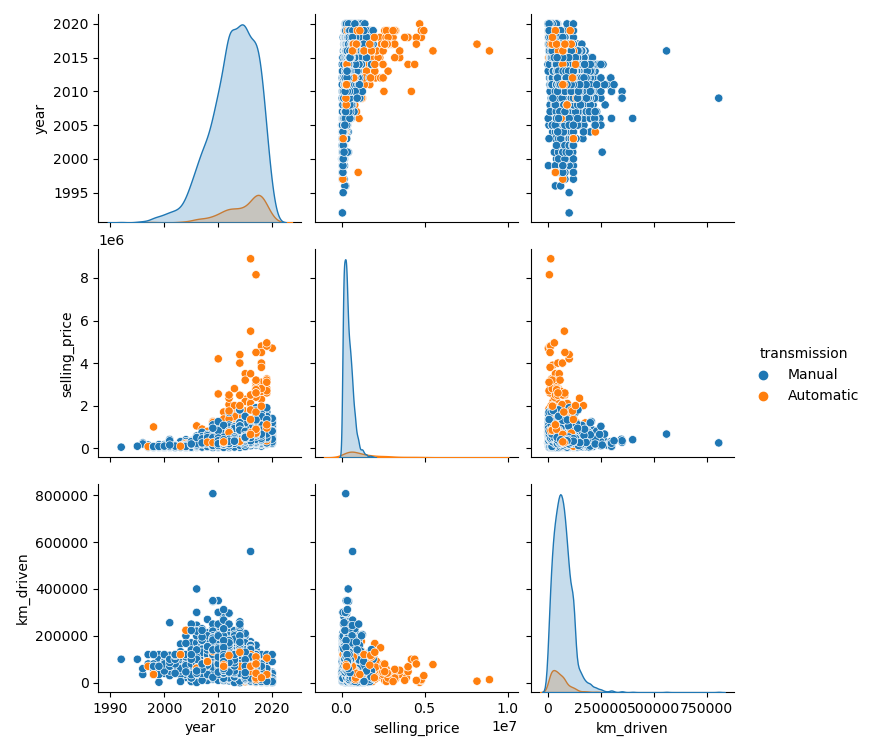 2020
2015
2010
2005
2000
1995
year
1e6
8
6
4
2
0
selling_price
transmission
Manual
Automatic
800000
600000
400000
200000
0
km_driven
1990 2000 2010 2020
year
0.0 0.5 1.0
1e7
selling_price
0 250000 500000 750000
km_driven